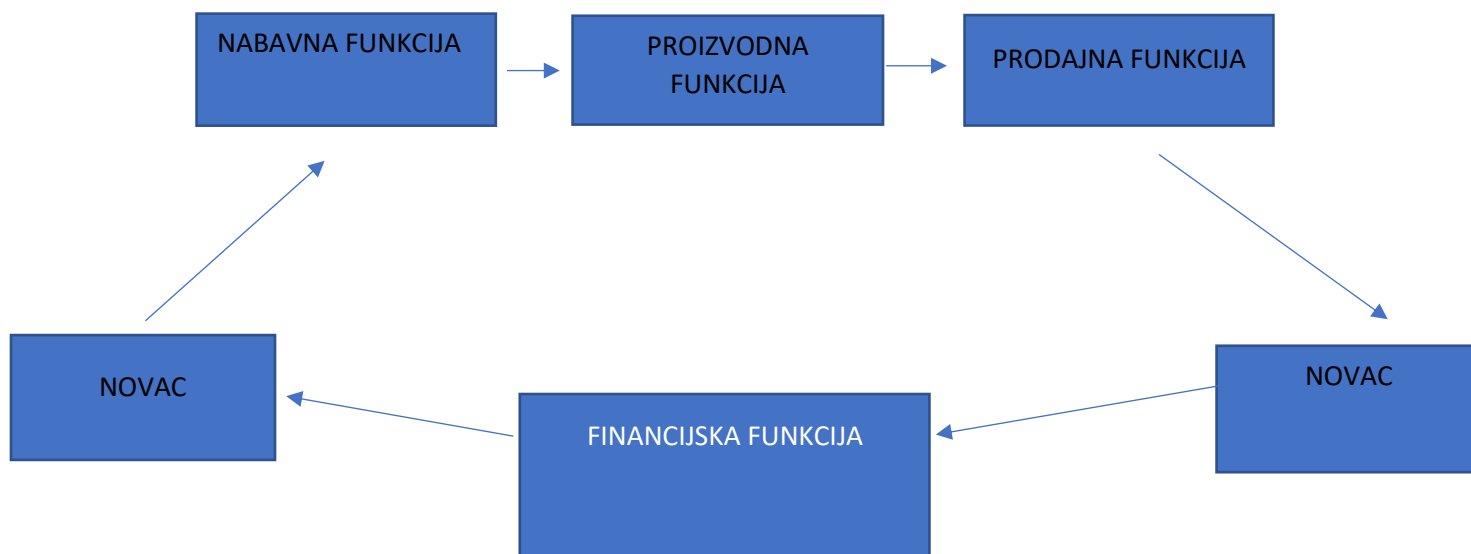 NABAVNA FUNKCIJA
PROIZVODNA
FUNKCIJA
PRODAJNA FUNKCIJA
NOVAC
FINANCIJSKA FUNKCIJA
NOVAC